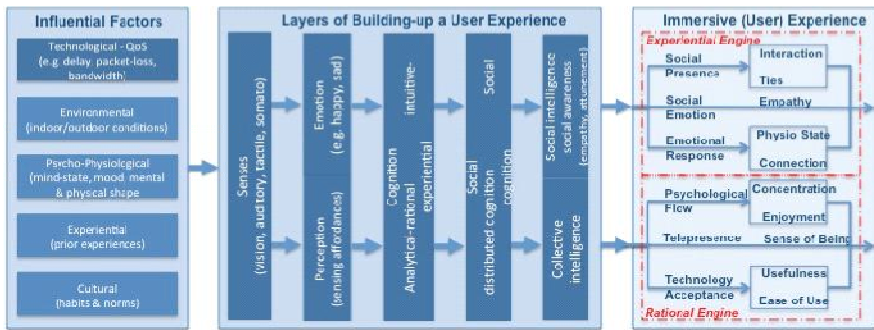 Influential Factors
Technological - QoS
(e.g. delay, packet-loss,
bandwidth)
Environmental
(indoor/outdoor conditions)
Psycho-Physiological
(mind-state, mood, mental
& physical shape
Experiential
(prior experiences)
Cultural
(habits & norms)
Layers of Building-up a User Experience
Senses
(vision, auditory, tactile, somato)
Emotion
(e.g. happy, sad)
Perception
(sensing affordances)
Cognition
Analytical-rational
intuitive-
experiential
Social
distributed cognition
Social
cognition
Social intelligence
social awareness
(empathy, attunement)
Collective
intelligence
Immersive (User) Experience
Experiential Engine
Social
Presence
Interaction
Ties
Social
Emotion
Empathy
Emotional
Response
Physio State
Connection
Psychological
Flow
Concentration
Enjoyment
Telepresence
Sense of Being
Technology
Acceptance
Usefulness
Ease of Use
Rational Engine